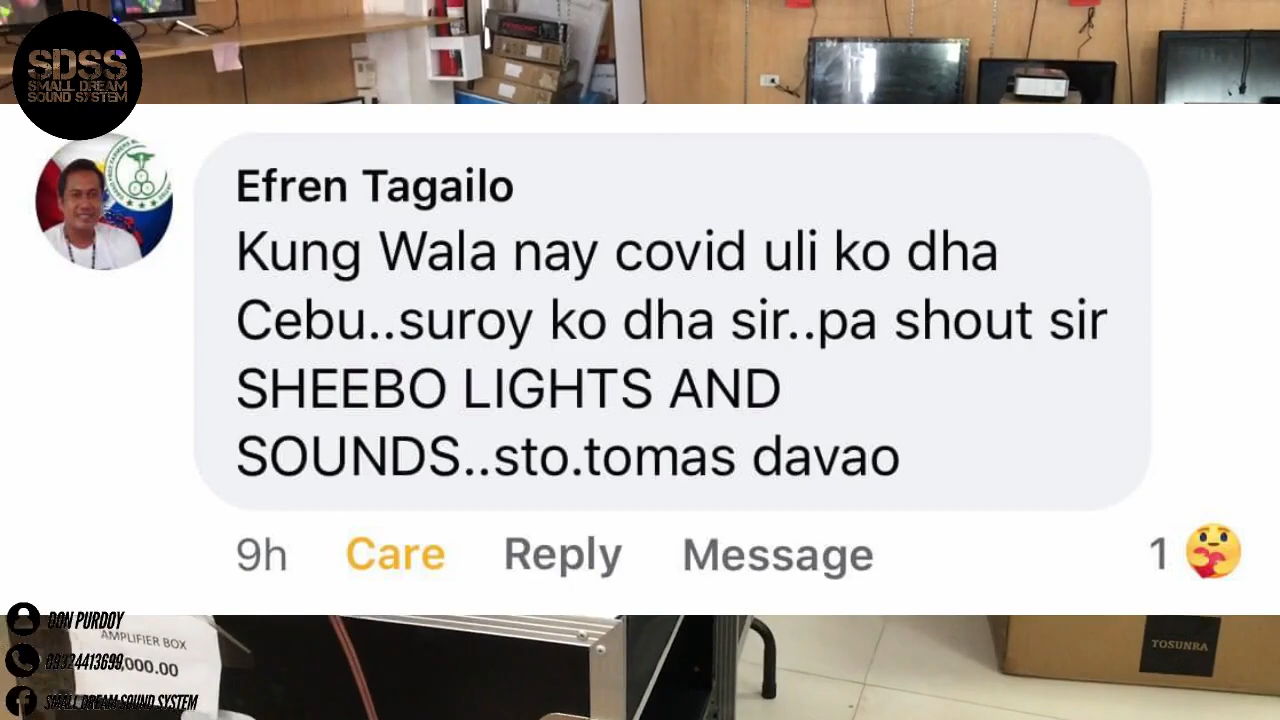 SDSS
SMALL DREAM
SOUND SYSTEM
Efren Tagailo
Kung Wala nay covid uli ko dha
Cebu..suroy ko dha sir..pa shout sir
SHEEBO LIGHTS AND
SOUNDS..sto.tomas davao
9h Care Reply Message 1
DON PURDOY
AMPLIFIER BOX
,000.00
SMALL DREAM SOUND SYSTEM
TOSUNRA